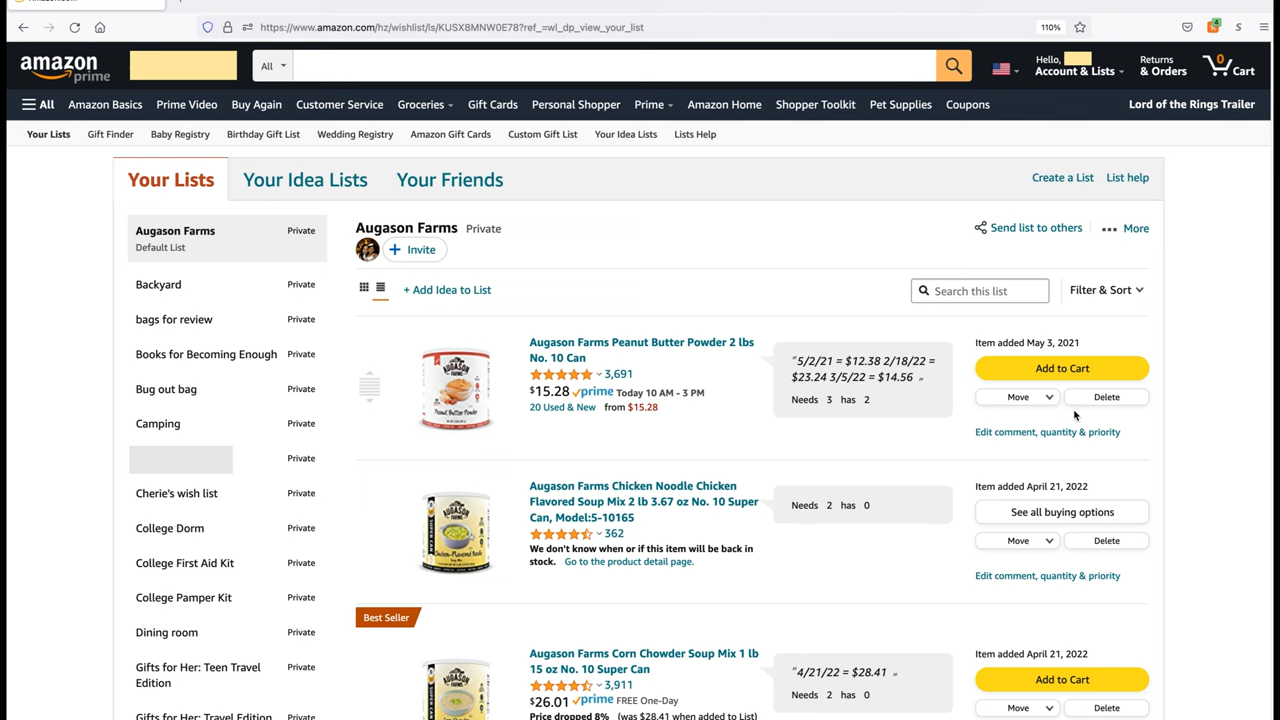 https://www.amazon.com/hz/wishlist/ls/KUSX8MNW0E78?ref_=wl_dp_view_your_list
110%
4
amazon
prime
All
Hello,
Account & Lists
Returns
& Orders
0
Cart
All
Amazon Basics
Prime Video
Buy Again
Customer Service
Groceries
Gift Cards
Personal Shopper
Prime
Amazon Home
Shopper Toolkit
Pet Supplies
Coupons
Lord of the Rings Trailer
Your Lists
Gift Finder
Baby Registry
Birthday Gift List
Wedding Registry
Amazon Gift Cards
Custom Gift List
Your Idea Lists
Lists Help
Your Lists
Your Idea Lists
Your Friends
Create a List
List help
Augason Farms Private
Default List
Backyard Private
bags for review Private
Books for Becoming Enough Private
Bug out bag Private
Camping Private
Private
Cherie's wish list Private
College Dorm Private
College First Aid Kit Private
College Pamper Kit Private
Dining room Private
Gifts for Her: Teen Travel Private
Edition
Gifts for Her: Travel Edition Private
Augason Farms Private
+ Invite
Send list to others
More
+ Add Idea to List
Search this list
Filter & Sort
AUGASON
FARMS
Peanut Butter Powder
Augason Farms Peanut Butter Powder 2 lbs
No. 10 Can
3,691
$15.28 prime Today 10 AM - 3 PM
20 Used & New from $15.28
"5/2/21 = $12.38 2/18/22 =
$23.24 3/5/22 = $14.56 "
Needs 3 has 2
Item added May 3, 2021
Add to Cart
Move
Delete
Edit comment, quantity & priority
AUGASON
FARMS
Augason Farms Chicken Noodle Chicken
Flavored Soup Mix 2 lb 3.67 oz No. 10 Super
Can, Model:5-10165
362
We don't know when or if this item will be back in
stock. Go to the product detail page.
Needs 2 has 0
Item added April 21, 2022
See all buying options
Move
Delete
Edit comment, quantity & priority
Best Seller
AUGASON
FARMS
Augason Farms Corn Chowder Soup Mix 1 lb
15 oz No. 10 Super Can
3,911
$26.01 prime FREE One-Day
Price dropped 8% (was $28.41 when added to List)
"4/21/22 = $28.41 "
Needs 2 has 0
Item added April 21, 2022
Add to Cart
Move
Delete